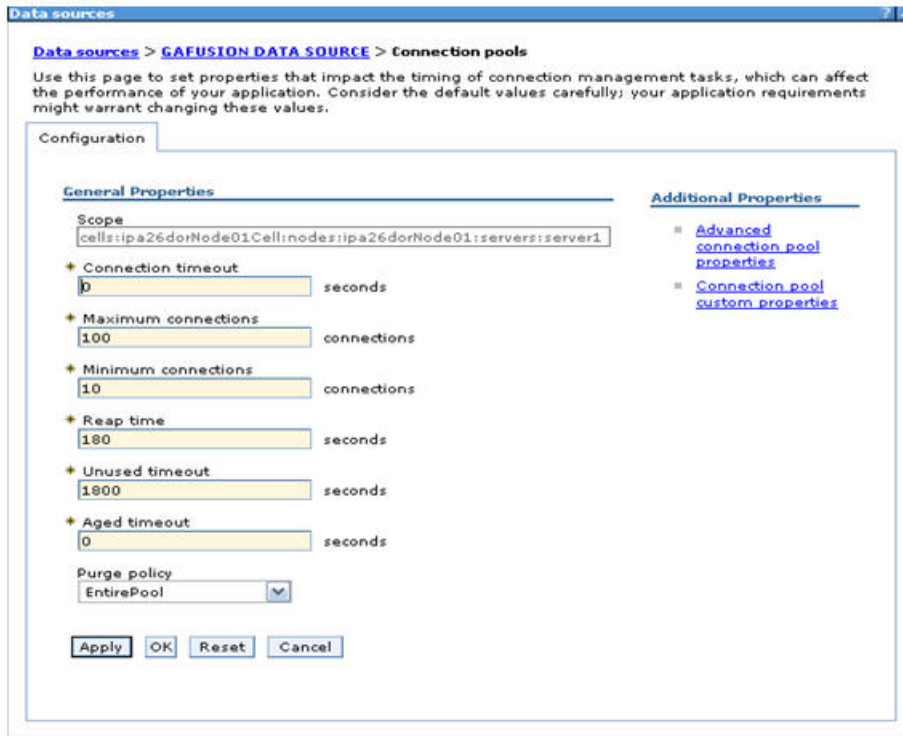 Data sources
?
Data sources > GAFUSION DATA SOURCE > Connection pools
Use this page to set properties that impact the timing of connection management tasks, which can affect
the performance of your application. Consider the default values carefully; your application requirements
might warrant changing these values.
Configuration
General Properties
Scope
cells:ipa26dorNode01Cell:nodes:ipa26dorNode01:servers:server1
Connection timeout
0 seconds
Maximum connections
100 connections
Minimum connections
10 connections
Reap time
180 seconds
Unused timeout
1800 seconds
Aged timeout
0 seconds
Purge policy
EntirePool
Apply OK Reset Cancel
Additional Properties
Advanced
connection pool
properties
Connection pool
custom properties